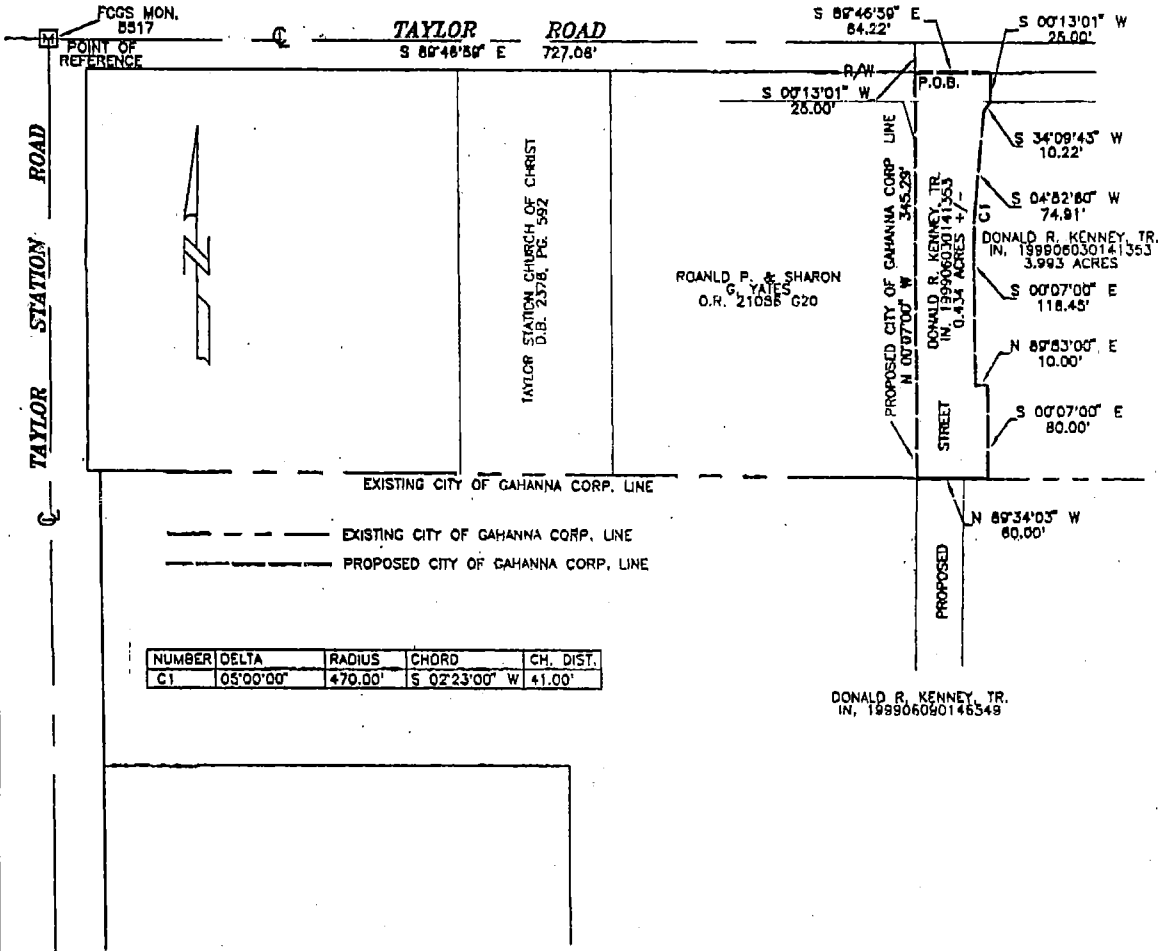 FCGS MON.
5517
POINT OF
REFERENCE
TAYLOR ROAD
S 89°46'59" E 727.06'
S 89°46'59" E
64.22'
S 00°13'01" W
25.00'
R/W
P.O.B.
S 00°13'01" W
25.00'
S 34°09'43" W
10.22'
S 04°52'60" W
74.91'
C1
DONALD R. KENNEY, TR.
IN. 199906030141353
3.993 ACRES
S 00°07'00" E
118.45'
N 89°53'00" E
10.00'
S 00°07'00" E
80.00'
N 89°34'03" W
60.00'
TAYLOR STATION ROAD
TAYLOR STATION CHURCH OF CHRIST
D.B. 2378, PG. 592
ROANLD P. & SHARON
G. YATES
O.R. 21095 G20
PROPOSED CITY OF GAHANNA CORP LINE
N 00°07'00" W 345.29'
DONALD R. KENNEY, TR.
IN. 199906030141353
0.434 ACRES +/-
STREET
PROPOSED
EXISTING CITY OF GAHANNA CORP. LINE
EXISTING CITY OF GAHANNA CORP. LINE
PROPOSED CITY OF GAHANNA CORP. LINE
NUMBER DELTA RADIUS CHORD CH. DIST.
C1 05°00'00" 470.00' S 02°23'00" W 41.00'
DONALD R. KENNEY, TR.
IN. 199906090146549